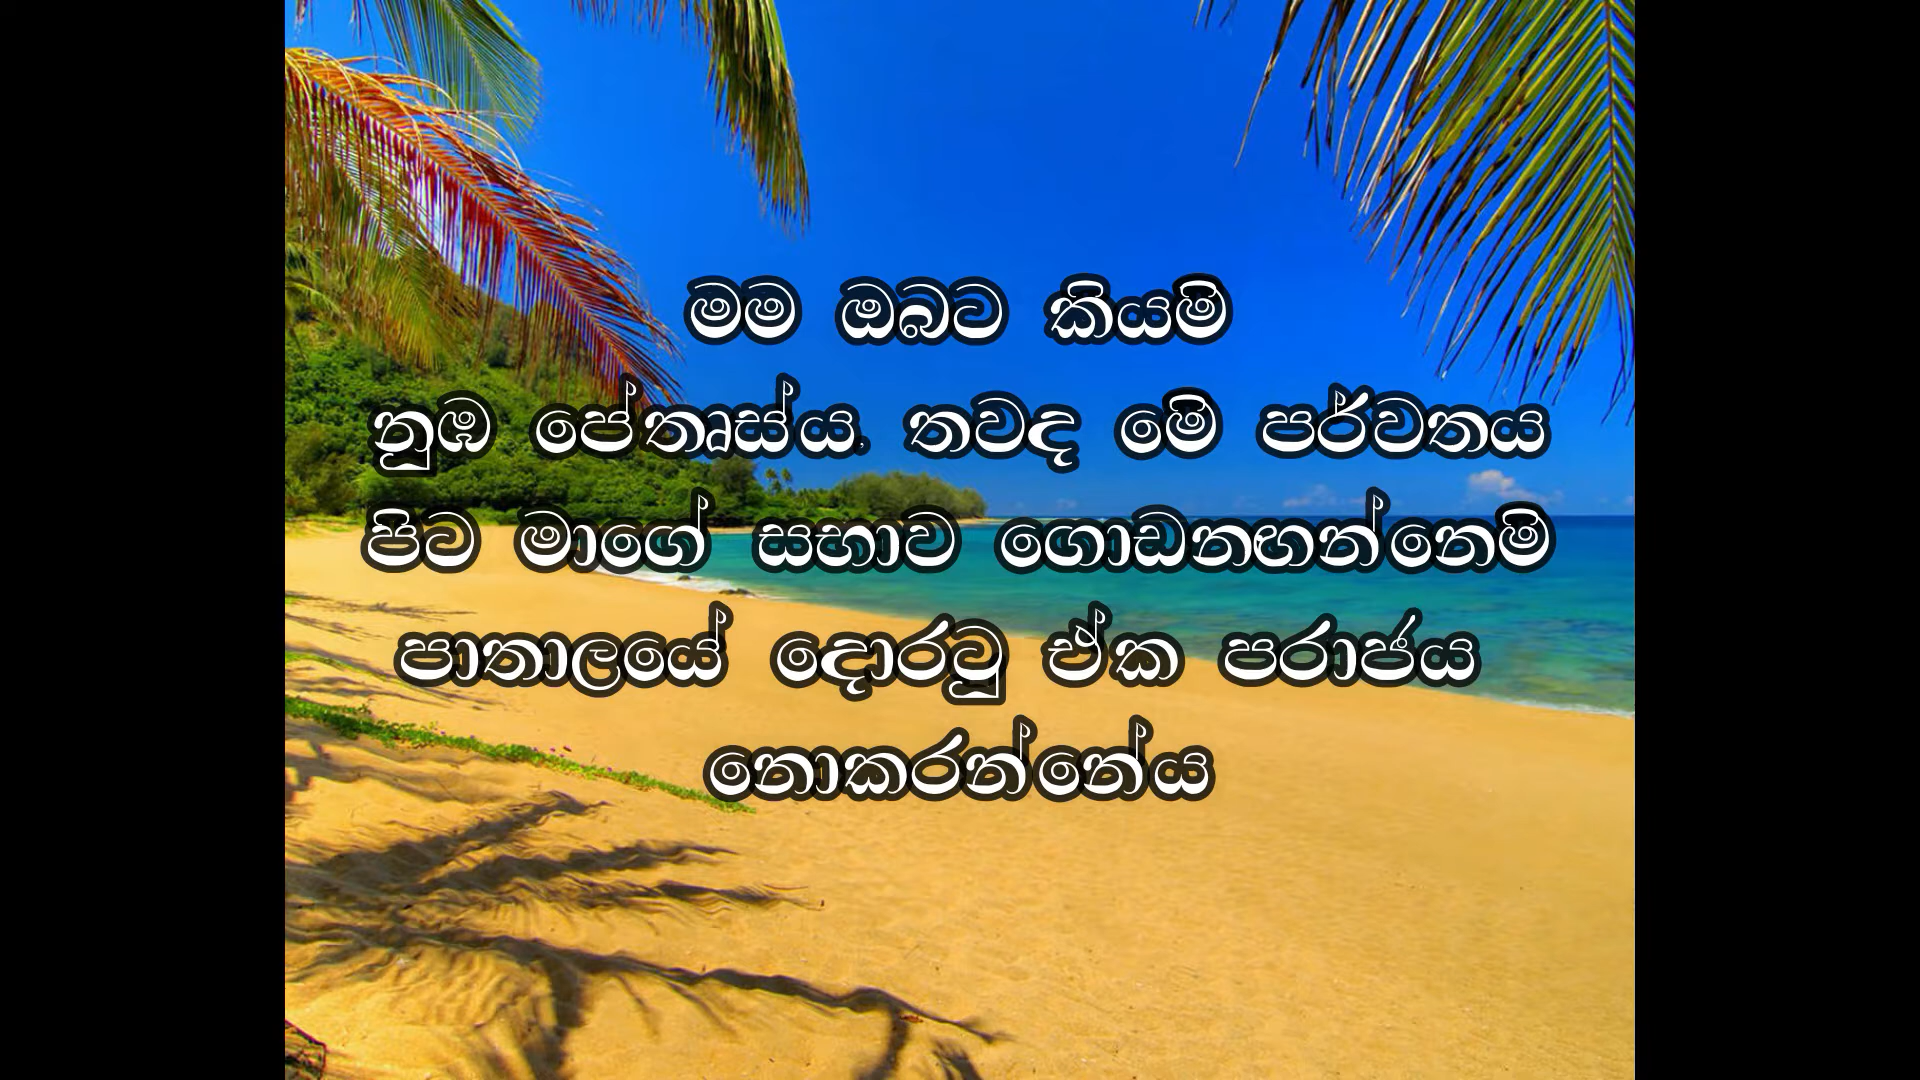 මම ඔබට කියමි
නුඹ පේතෘස්ය, තවද මේ පර්වතය
පිට මාගේ සභාව ගොඩනඟන්නෙමි
පාතාලයේ දොරටු ඒක පරාජය
නොකරන්නේය